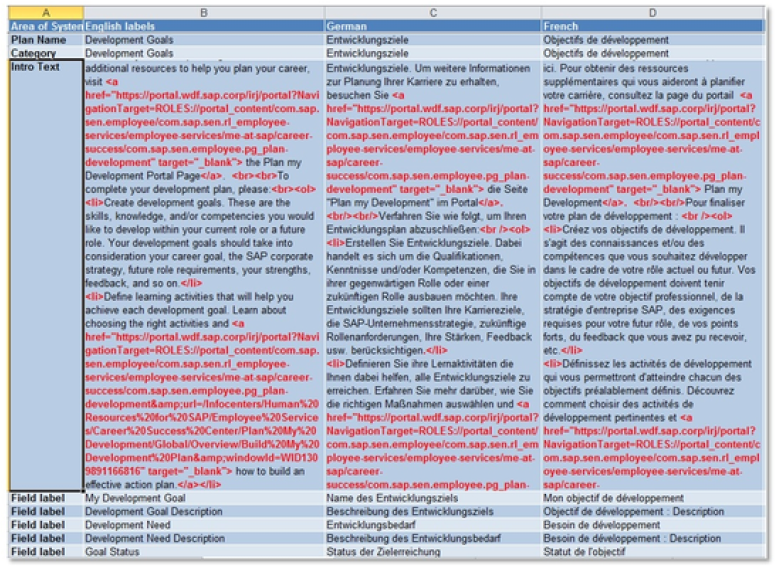 A B C D
Area of System English labels German French
Plan Name Development Goals Entwicklungsziele Objectifs de développement
Category Development Goals Entwicklungsziele Objectifs de développement
Intro Text
additional resources to help you plan your career,
visit <a
href="https://portal.wdf.sap.corp/irj/portal?Navi
gationTarget=ROLES://portal_content/com.sap.
sen.employee/com.sap.sen.rl_employee-
services/employee-services/me-at-sap/career-
success/com.sap.sen.employee.pg_plan-
development" target="_blank"> the Plan my
Development Portal Page</a>. <br><br>To
complete your development plan, please:<br><ol>
<li>Create development goals. These are the
skills, knowledge, and/or competencies you would
like to develop within your current role or a future
role. Your development goals should take into
consideration your career goal, the SAP corporate
strategy, future role requirements, your strengths,
feedback, and so on.</li>
<li>Define learning activities that will help you
achieve each development goal. Learn about
choosing the right activities and <a
href="https://portal.wdf.sap.corp/irj/portal?Navi
gationTarget=ROLES://portal_content/com.sap.
sen.employee/com.sap.sen.rl_employee-
services/employee-services/me-at-sap/career-
success/com.sap.sen.employee.pg_plan-
development&amp;url=/Infocenters/Human%20
Resources%20for%20SAP/Employee%20Service
s/Career%20Success%20Center/Plan%20My%20
Development/Global/Overview/Build%20My%20
Development%20Plan&amp;windowId=WID130
9891166816" target="_blank"> how to build an
effective action plan.</a></li>
Entwicklungsziele. Um weitere Informationen
zur Planung Ihrer Karriere zu erhalten,
besuchen Sie <a
href="https://portal.wdf.sap.corp/irj/portal?
NavigationTarget=ROLES://portal_content/
com.sap.sen.employee/com.sap.sen.rl_em
ployee-services/employee-services/me-at-
sap/career-
success/com.sap.sen.employee.pg_plan-
development" target="_blank"> die Seite
"Plan my Development" im Portal</a>.
<br/><br/>Verfahren Sie wie folgt, um Ihren
Entwicklungsplan abzuschließen:<br /><ol>
<li>Erstellen Sie Entwicklungsziele. Dabei
handelt es sich um die Qualifikationen,
Kenntnisse und/oder Kompetenzen, die Sie in
ihrer gegenwärtigen Rolle oder einer
zukünftigen Rolle ausbauen möchten. Ihre
Entwicklungsziele sollten Ihre Karriereziele,
die SAP-Unternehmensstrategie, zukünftige
Rollenanforderungen, Ihre Stärken, Feedback
usw. berücksichtigen.</li>
<li>Definieren Sie ihre Lernaktivitäten die
Ihnen dabei helfen, alle Entwicklungsziele zu
erreichen. Erfahren Sie mehr darüber, wie Sie
die richtigen Maßnahmen auswählen und <a
href="https://portal.wdf.sap.corp/irj/portal?
NavigationTarget=ROLES://portal_content/
com.sap.sen.employee/com.sap.sen.rl_em
ployee-services/employee-services/me-at-
sap/career-
success/com.sap.sen.employee.pg_plan-
ici. Pour obtenir des ressources
supplémentaires qui vous aideront à planifier
votre carrière, consultez la page du portail <a
href="https://portal.wdf.sap.corp/irj/portal?
NavigationTarget=ROLES://portal_content/c
om.sap.sen.employee/com.sap.sen.rl_empl
oyee-services/employee-services/me-at-
sap/career-
success/com.sap.sen.employee.pg_plan-
development" target="_blank"> Plan my
Development</a>. <br/><br/>Pour finaliser
votre plan de développement : <br /><ol>
<li>Créez vos objectifs de développement. Il
s'agit des connaissances et/ou des
compétences que vous souhaitez développer
dans le cadre de votre rôle actuel ou futur. Vos
objectifs de développement doivent tenir
compte de votre objectif professionnel, de la
stratégie d'entreprise SAP, des exigences
requises pour votre futur rôle, de vos points
forts, du feedback que vous avez pu recevoir,
etc.</li>
<li>Définissez les activités de développement
qui vous permettront d'atteindre chacun des
objectifs préalablement définis. Découvrez
comment choisir des activités de
développement pertinentes et <a
href="https://portal.wdf.sap.corp/irj/portal?
NavigationTarget=ROLES://portal_content/c
om.sap.sen.employee/com.sap.sen.rl_empl
oyee-services/employee-services/me-at-
sap/career-
Field label My Development Goal Name des Entwicklungsziels Mon objectif de développement
Field label Development Goal Description Beschreibung des Entwicklungsziels Objectif de développement : Description
Field label Development Need Entwicklungsbedarf Besoin de développement
Field label Development Need Description Beschreibung des Entwicklungsbedarfs Besoin de développement : Description
Field label Goal Status Status der Zielerreichung Statut de l'objectif